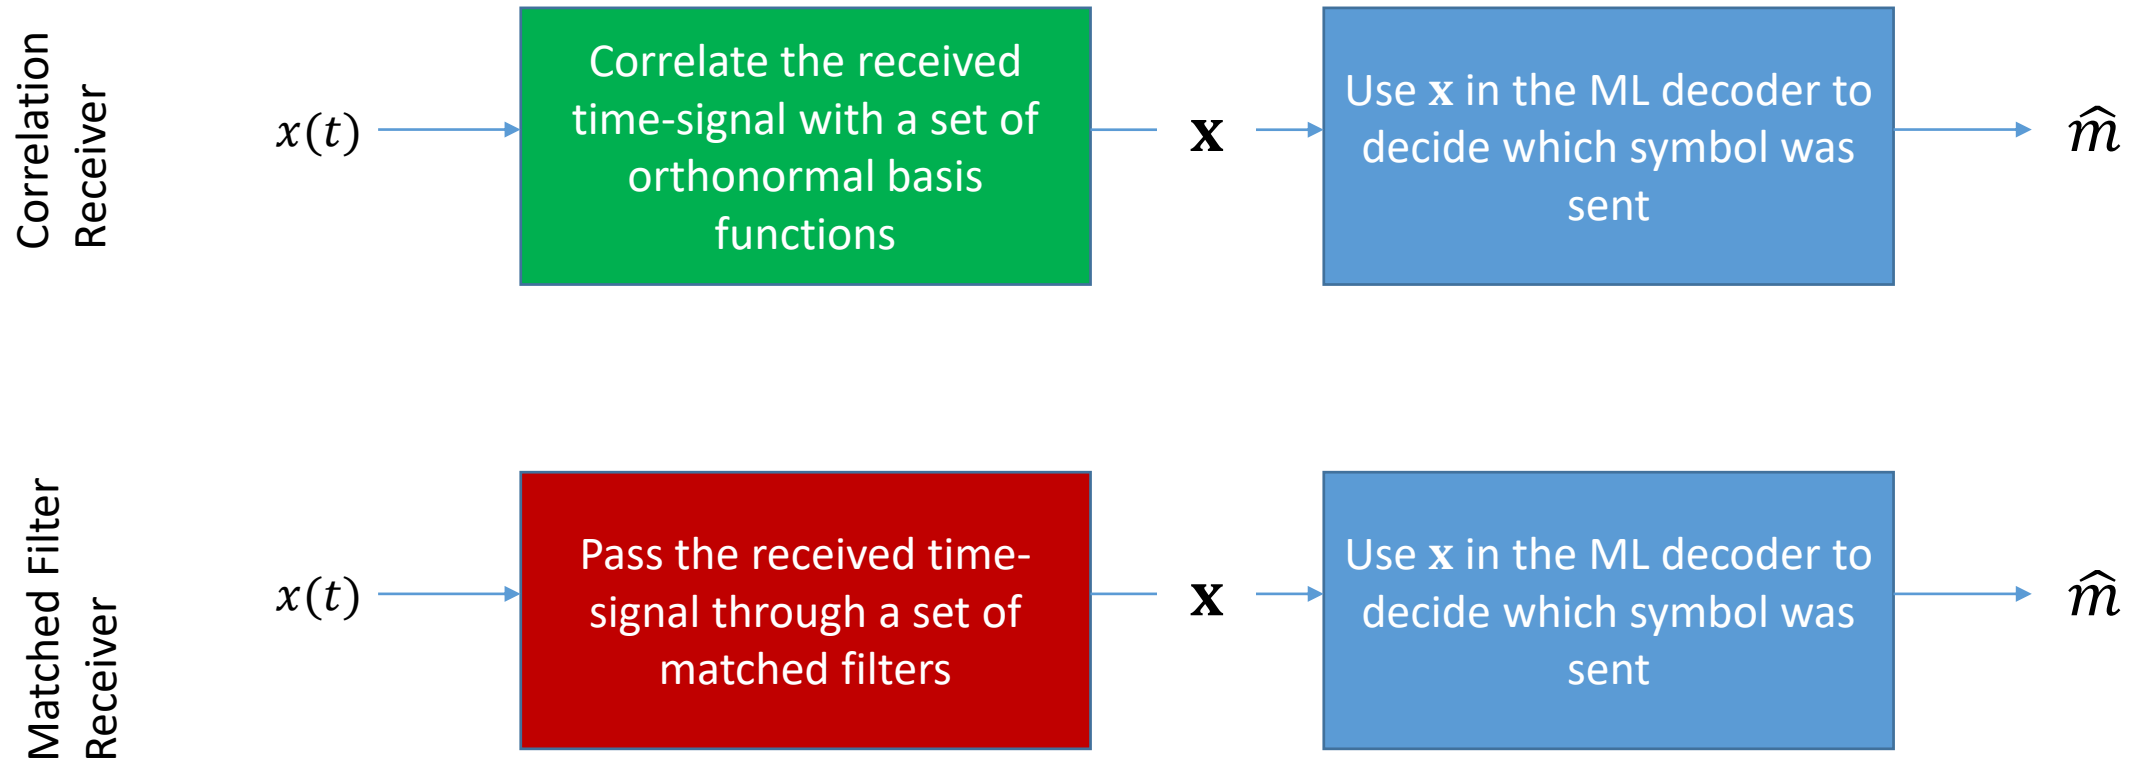 Correlation
Receiver
x(t)
Correlate the received
time-signal with a set of
orthonormal basis
functions
𝐱
Use 𝐱 in the ML decoder to
decide which symbol was
sent
m̂
Matched Filter
Receiver
x(t)
Pass the received time-
signal through a set of
matched filters
𝐱
Use 𝐱 in the ML decoder to
decide which symbol was
sent
m̂